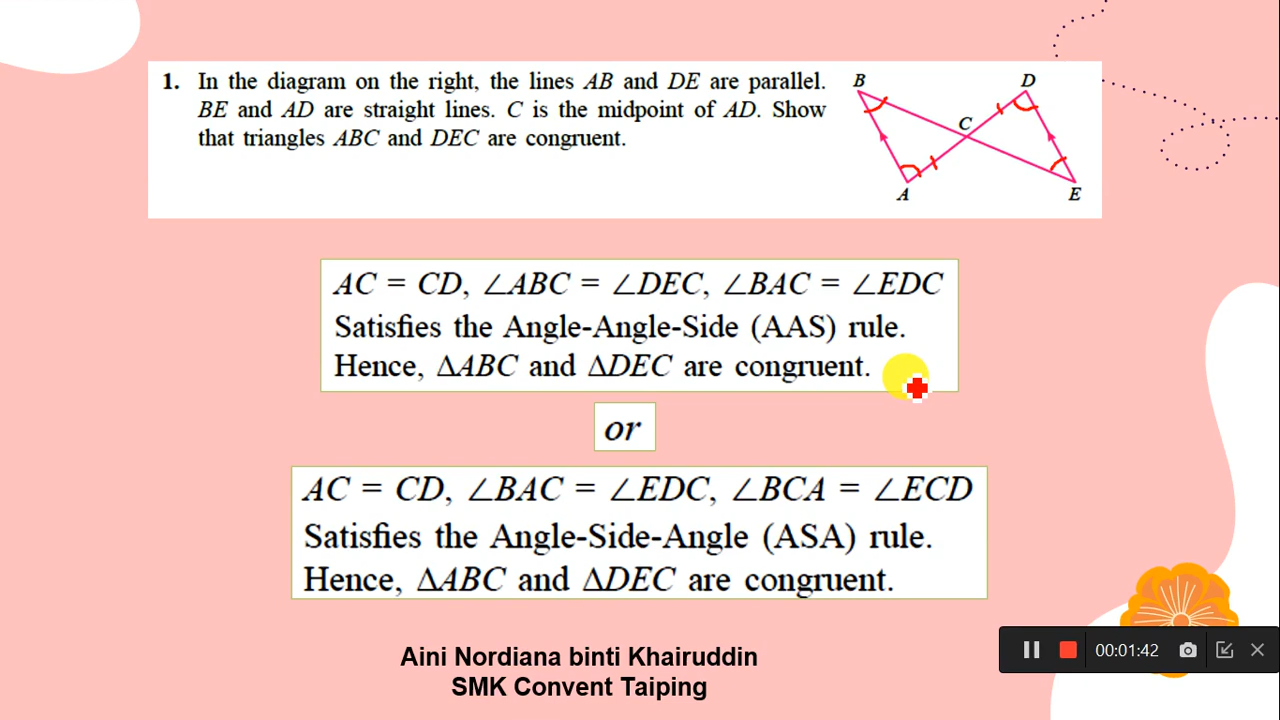 1. In the diagram on the right, the lines AB and DE are parallel.
BE and AD are straight lines. C is the midpoint of AD. Show
that triangles ABC and DEC are congruent.
B
D
C
A
E
AC = CD, ∠ABC = ∠DEC, ∠BAC = ∠EDC
Satisfies the Angle-Angle-Side (AAS) rule.
Hence, ΔABC and ΔDEC are congruent.
or
AC = CD, ∠BAC = ∠EDC, ∠BCA = ∠ECD
Satisfies the Angle-Side-Angle (ASA) rule.
Hence, ΔABC and ΔDEC are congruent.
Aini Nordiana binti Khairuddin
SMK Convent Taiping
00:01:42